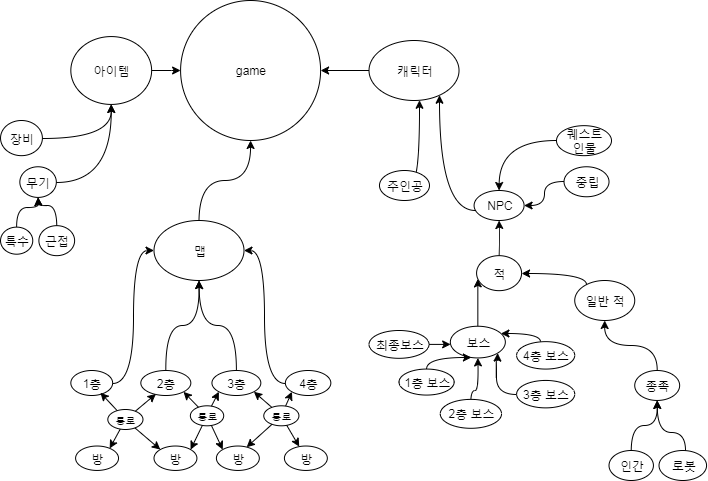 아이템
game
캐릭터
장비
무기
특수
근접
주인공
퀘스트
인물
중립
NPC
맵
적
일반 적
최종보스
보스
4층 보스
1층 보스
3층 보스
2층 보스
종족
인간
로봇
1층
2층
3층
4층
통로
통로
통로
방
방
방
방